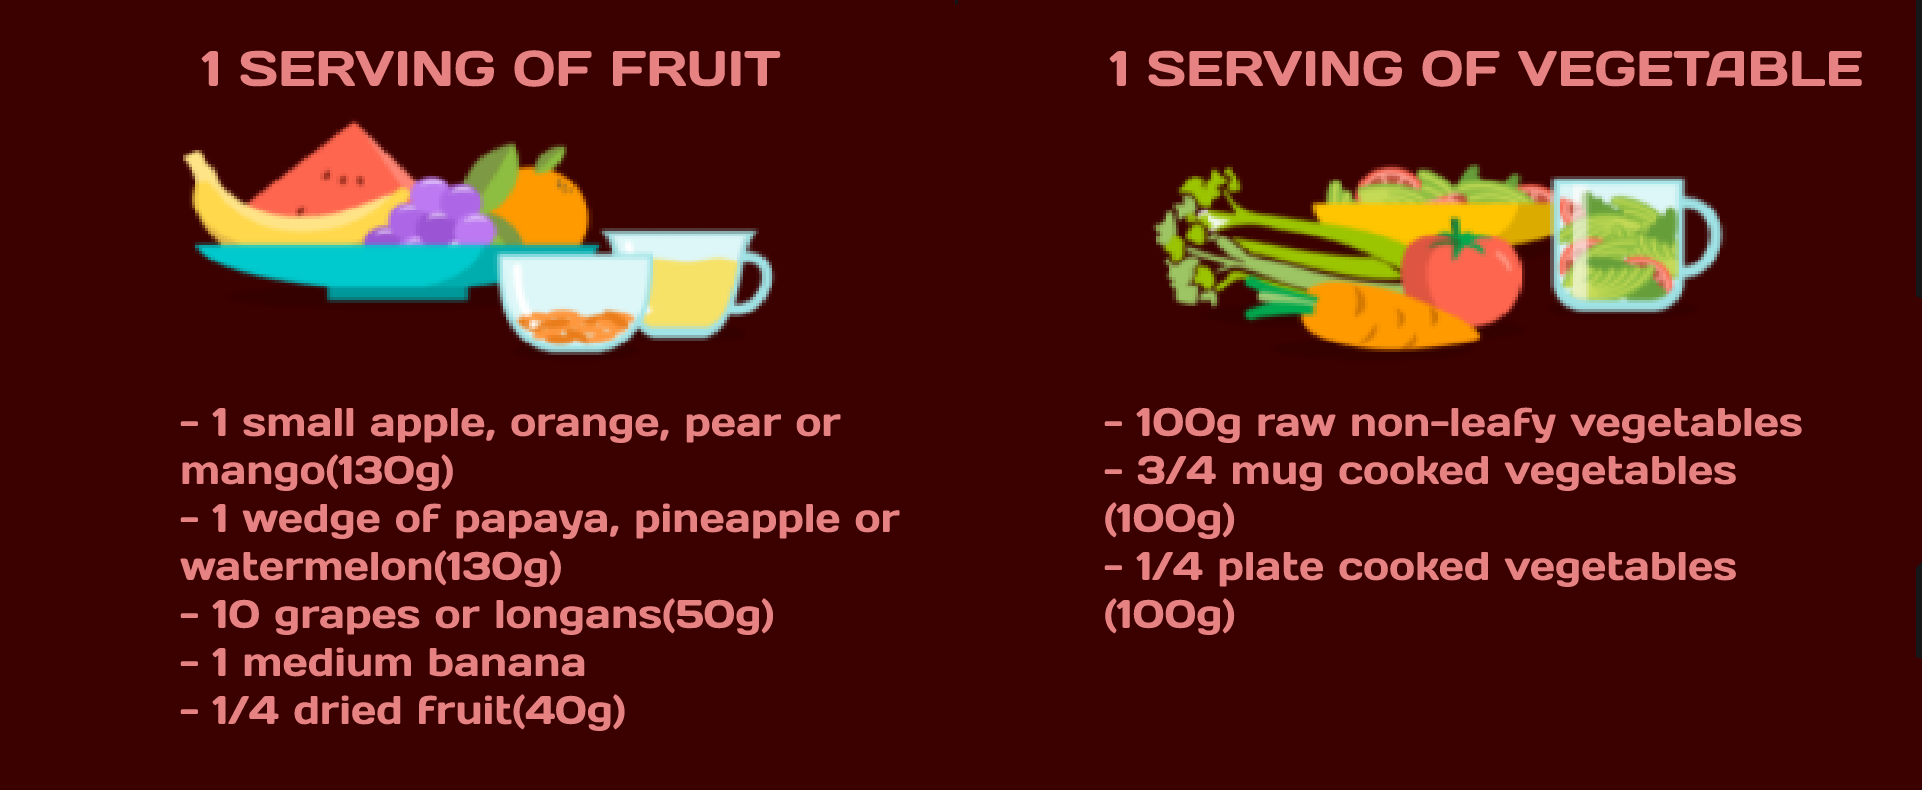 1 SERVING OF FRUIT
- 1 small apple, orange, pear or
mango(130g)
- 1 wedge of papaya, pineapple or
watermelon(130g)
- 10 grapes or longans(50g)
- 1 medium banana
- 1/4 dried fruit(40g)
1 SERVING OF VEGETABLE
- 100g raw non-leafy vegetables
- 3/4 mug cooked vegetables
(100g)
- 1/4 plate cooked vegetables
(100g)